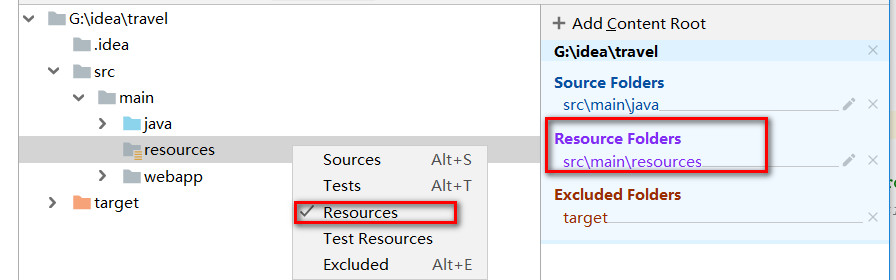 G:\idea\travel
.idea
src
main
java
resources
webapp
target
Sources Alt+S
Tests Alt+T
Resources
Test Resources
Excluded Alt+E
Add Content Root
G:\idea\travel
Source Folders
src\main\java
Resource Folders
src\main\resources
Excluded Folders
target